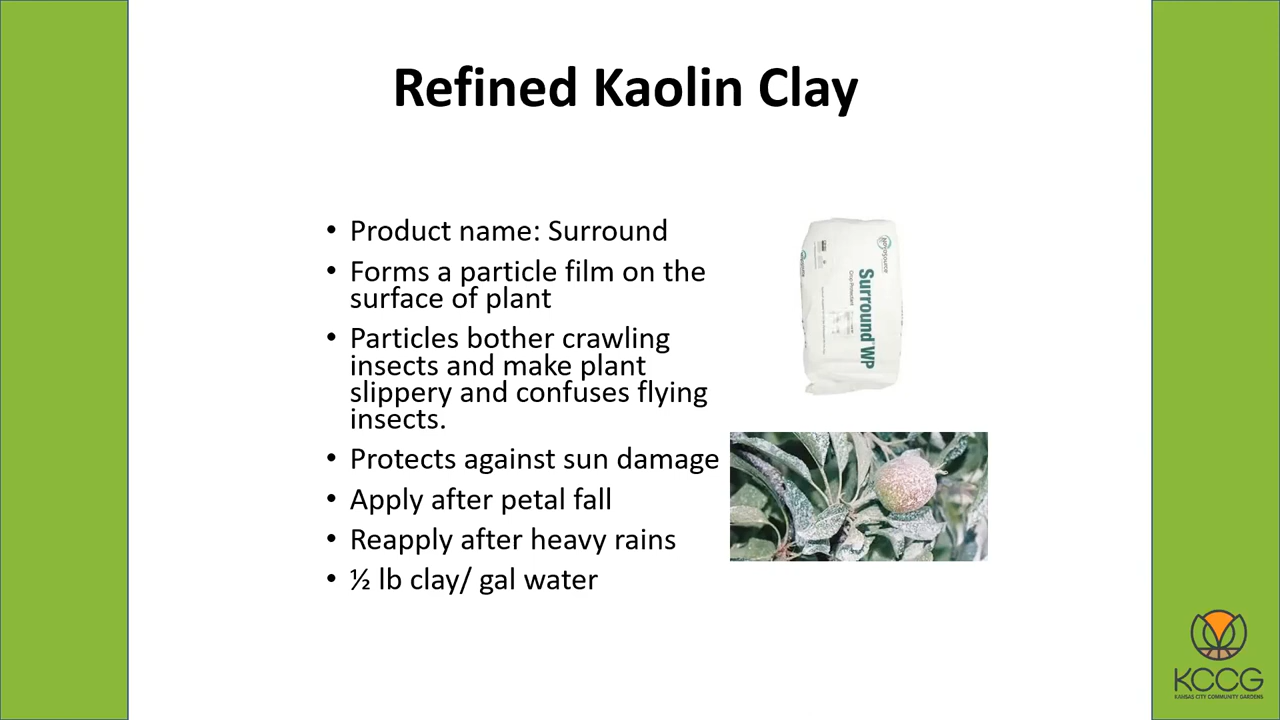 Refined Kaolin Clay
• Product name: Surround
• Forms a particle film on the
surface of plant
• Particles bother crawling
insects and make plant
slippery and confuses flying
insects.
• Protects against sun damage
• Apply after petal fall
• Reapply after heavy rains
• ½ lb clay/ gal water
Surround WP
Crop Protectant
KCCG
KANSAS CITY COMMUNITY GARDENS